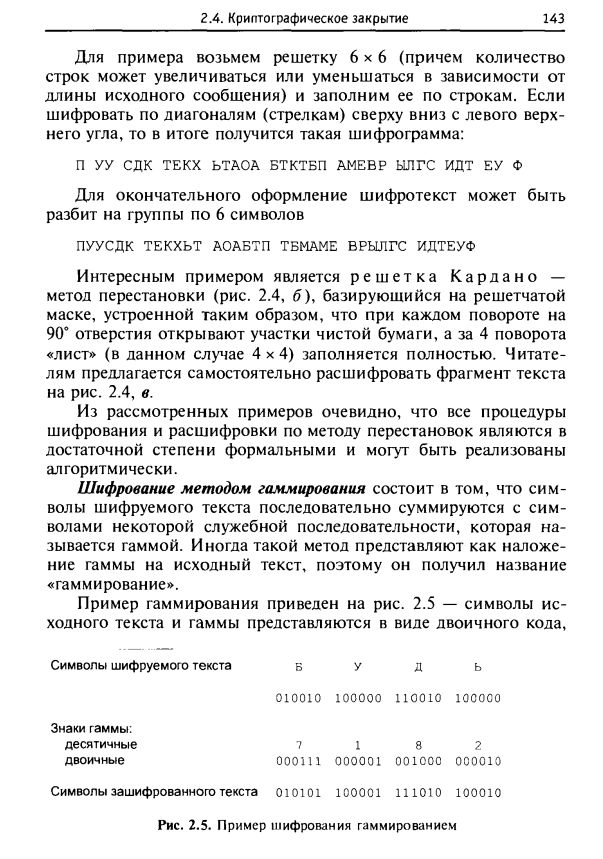 2.4. Криптографическое закрытие 143
Для примера возьмем решетку 6 × 6 (причем количество
строк может увеличиваться или уменьшаться в зависимости от
длины исходного сообщения) и заполним ее по строкам. Если
шифровать по диагоналям (стрелкам) сверху вниз с левого верх-
него угла, то в итоге получится такая шифрограмма:
П УУ СДК ТЕКХ ЬТАОА БТКТБП АМЕВР ЫЛГС ИДТ ЕУ Ф
Для окончательного оформление шифротекст может быть
разбит на группы по 6 символов
ПУУСДК ТЕКХЬТ АОАБТП ТБМАМЕ ВРЫЛГС ИДТЕУФ
Интересным примером является решетка Кардано —
метод перестановки (рис. 2.4, б), базирующийся на решетчатой
маске, устроенной таким образом, что при каждом повороте на
90° отверстия открывают участки чистой бумаги, а за 4 поворота
«лист» (в данном случае 4 × 4) заполняется полностью. Читате-
лям предлагается самостоятельно расшифровать фрагмент текста
на рис. 2.4, в.
Из рассмотренных примеров очевидно, что все процедуры
шифрования и расшифровки по методу перестановок являются в
достаточной степени формальными и могут быть реализованы
алгоритмически.
Шифрование методом гаммирования состоит в том, что сим-
волы шифруемого текста последовательно суммируются с сим-
волами некоторой служебной последовательности, которая на-
зывается гаммой. Иногда такой метод представляют как наложе-
ние гаммы на исходный текст, поэтому он получил название
«гаммирование».
Пример гаммирования приведен на рис. 2.5 — символы ис-
ходного текста и гаммы представляются в виде двоичного кода,
Символы шифруемого текста Б У Д Ь
010010 100000 110010 100000
Знаки гаммы:
десятичные 7 1 8 2
двоичные 000111 000001 001000 000010
Символы зашифрованного текста 010101 100001 111010 100010
Рис. 2.5. Пример шифрования гаммированием